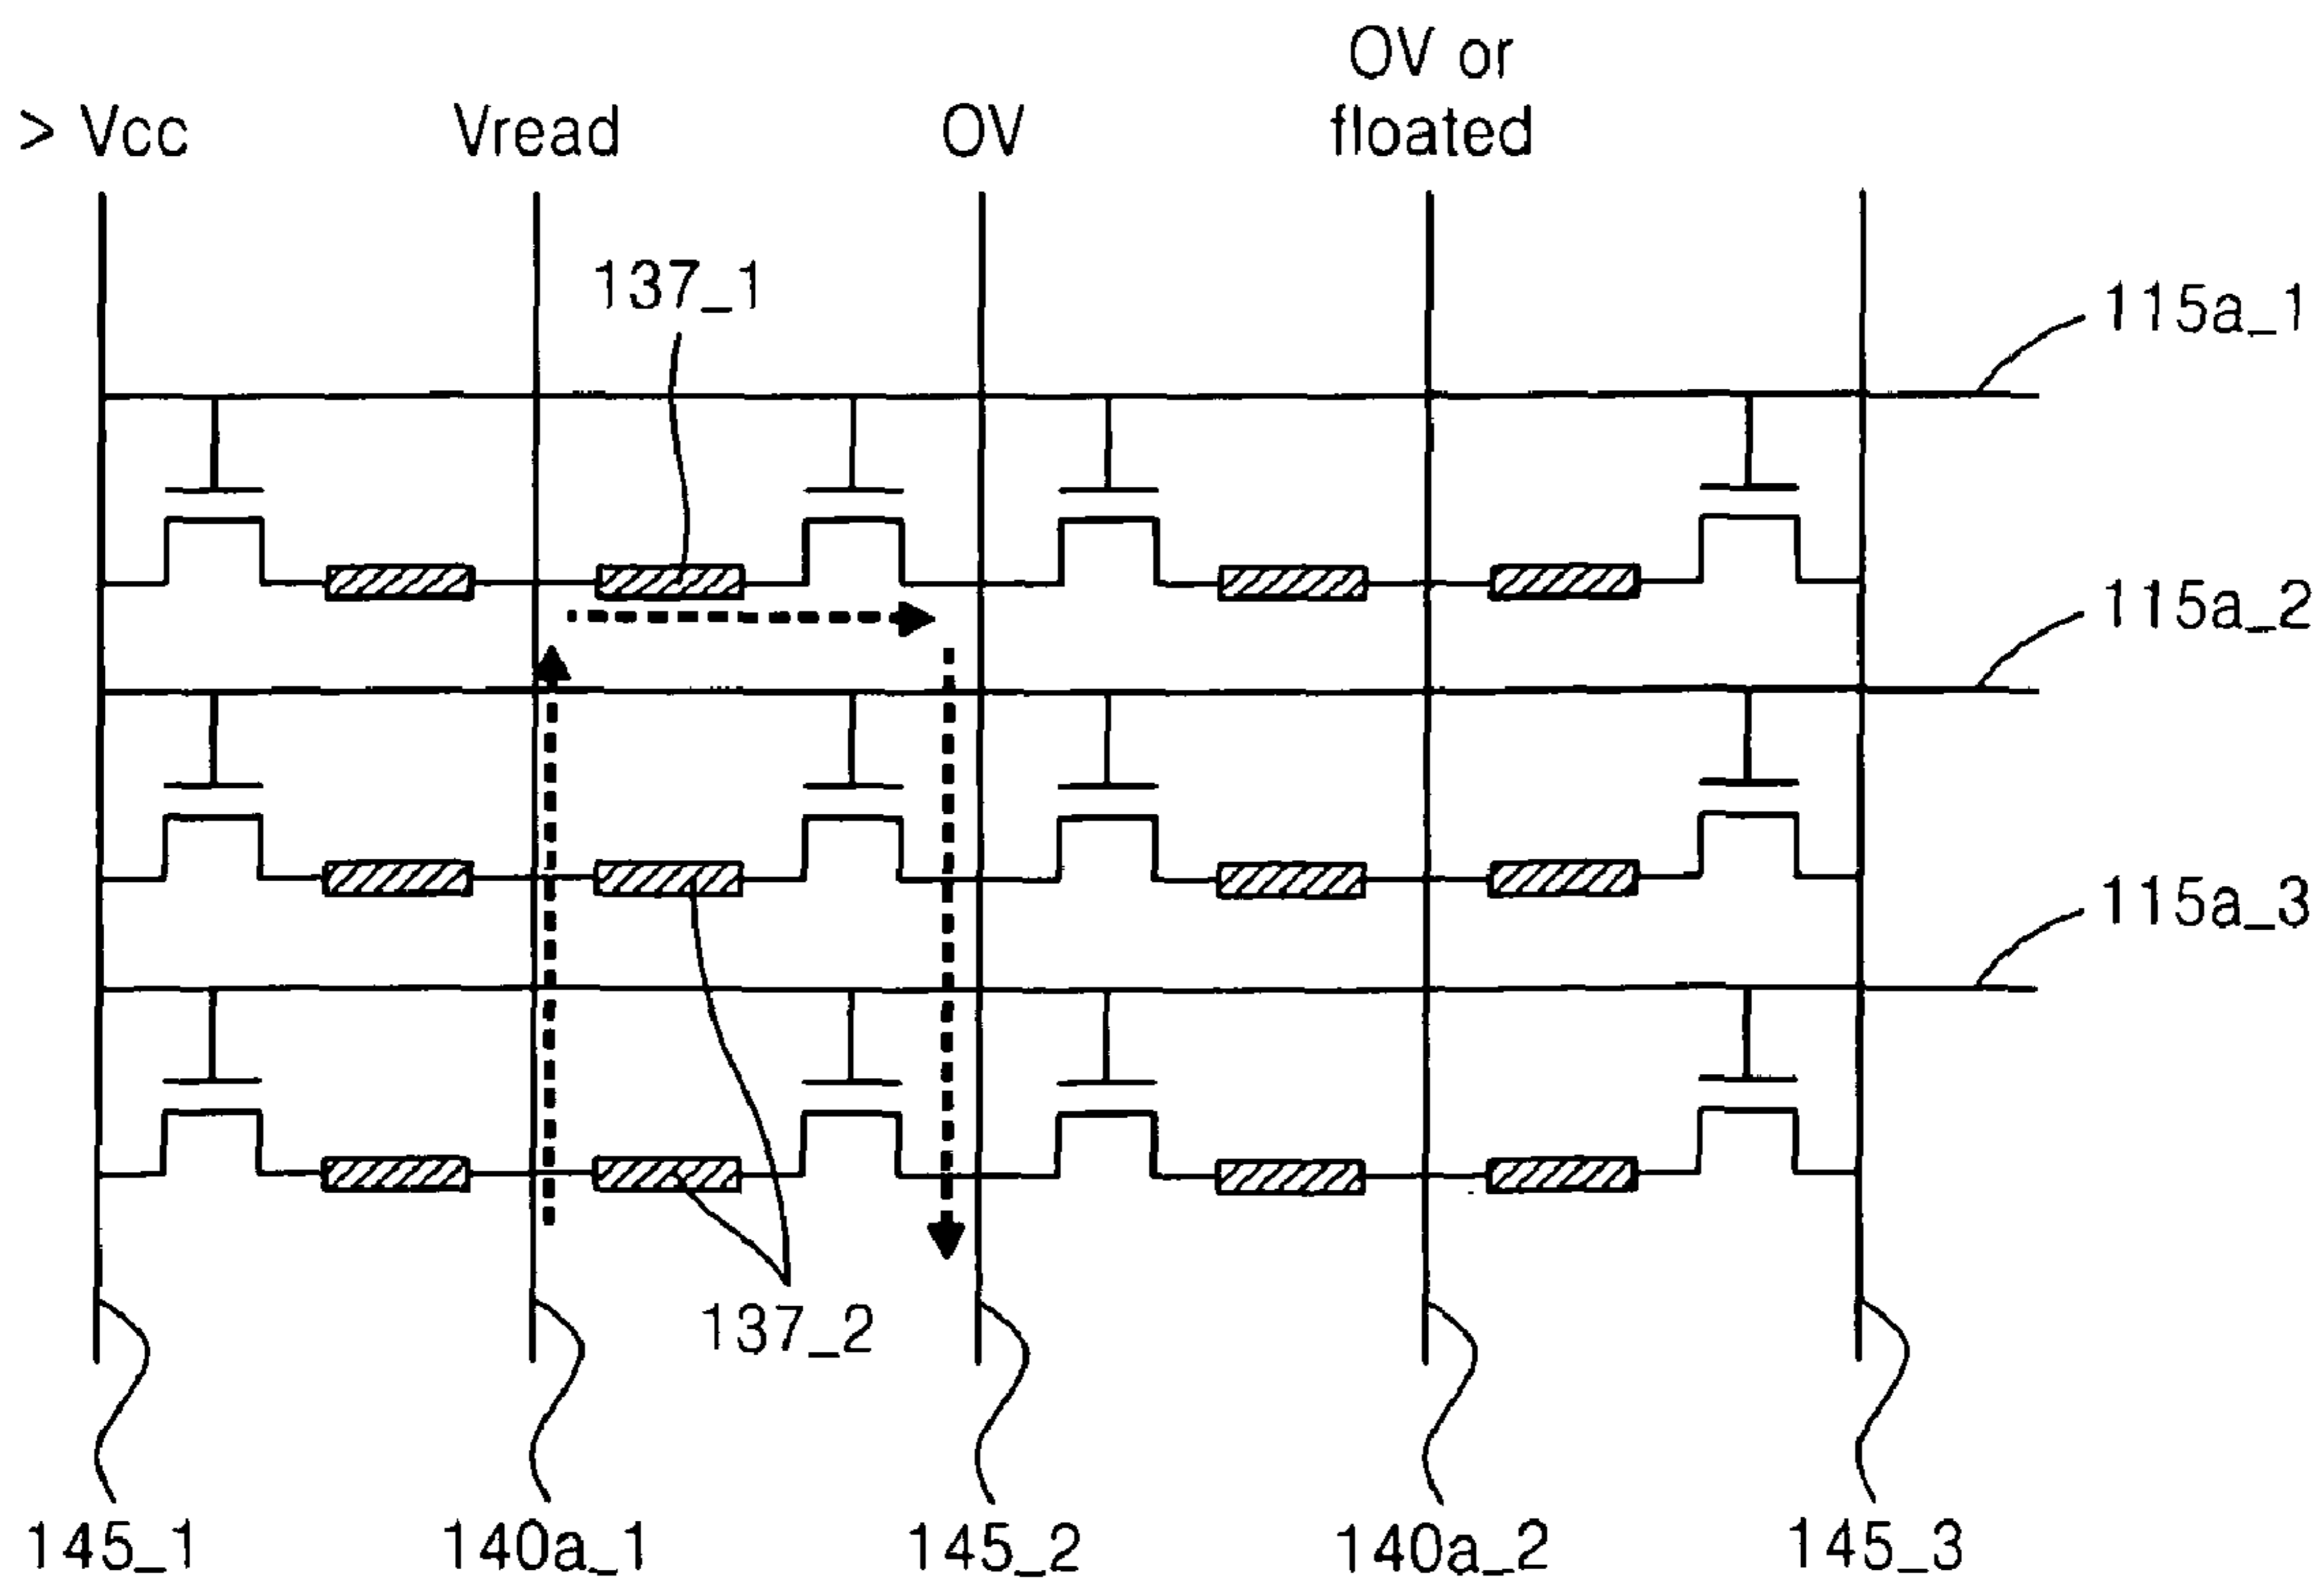 OV or
> Vcc
Vread
OV
floated
137_1
115a_1
115a_2
115a_3
137_2
145_1
140a_1
145_2
140a_2
145_3